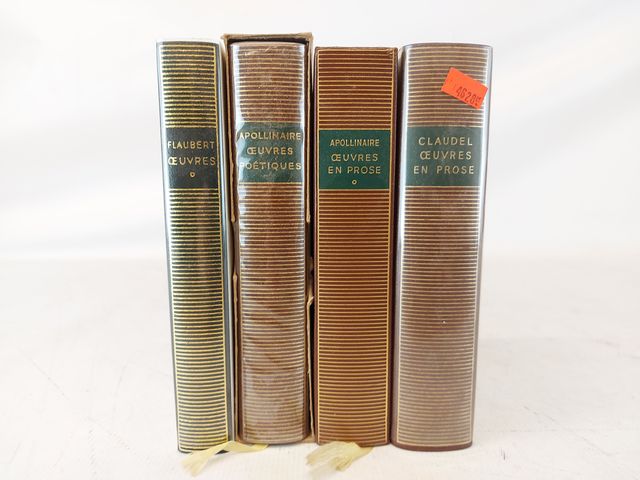 FLAUBERT
ŒUVRES
APOLLINAIRE
ŒUVRES
POÉTIQUES
APOLLINAIRE
ŒUVRES
EN PROSE
CLAUDEL
ŒUVRES
EN PROSE